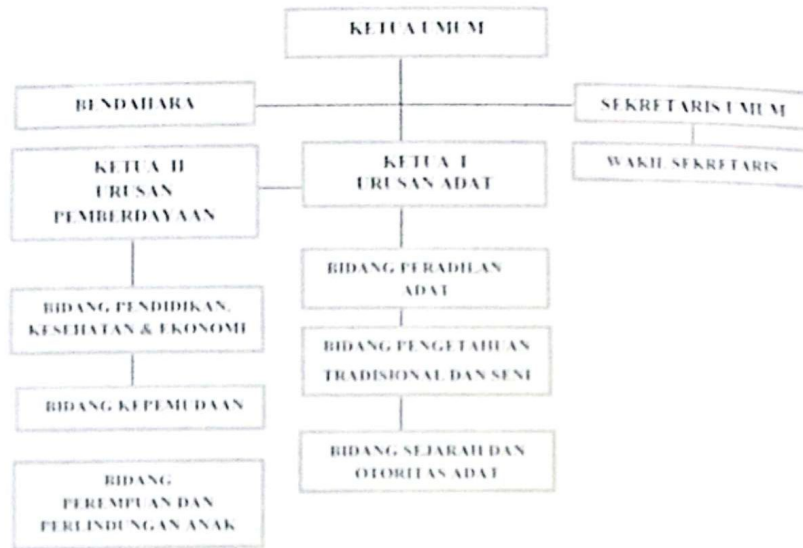 KETUA UMUM
BENDAHARA
SEKRETARIS UMUM
KETUA II
URUSAN
PEMBERDAYAAN
KETUA I
URUSAN ADAT
WAKIL SEKRETARIS
BIDANG PERADILAN
ADAT
BIDANG PENDIDIKAN,
KESEHATAN & EKONOMI
BIDANG PENGETAHUAN
TRADISIONAL DAN SENI
BIDANG KEPEMUDAAN
BIDANG SEJARAH DAN
OTORITAS ADAT
BIDANG
PEREMPUAN DAN
PERLINDUNGAN ANAK